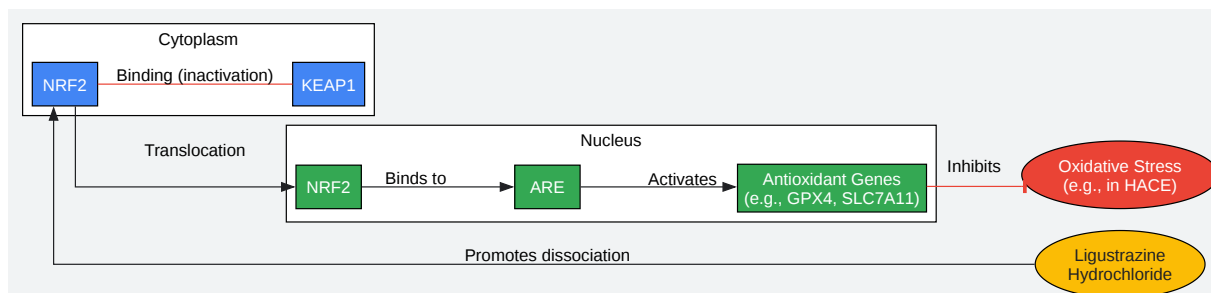 Cytoplasm
NRF2
Binding (inactivation)
KEAP1
Translocation
Nucleus
NRF2
Binds to
ARE
Activates
Antioxidant Genes
(e.g., GPX4, SLC7A11)
Inhibits
Oxidative Stress
(e.g., in HACE)
Promotes dissociation
Ligustrazine
Hydrochloride